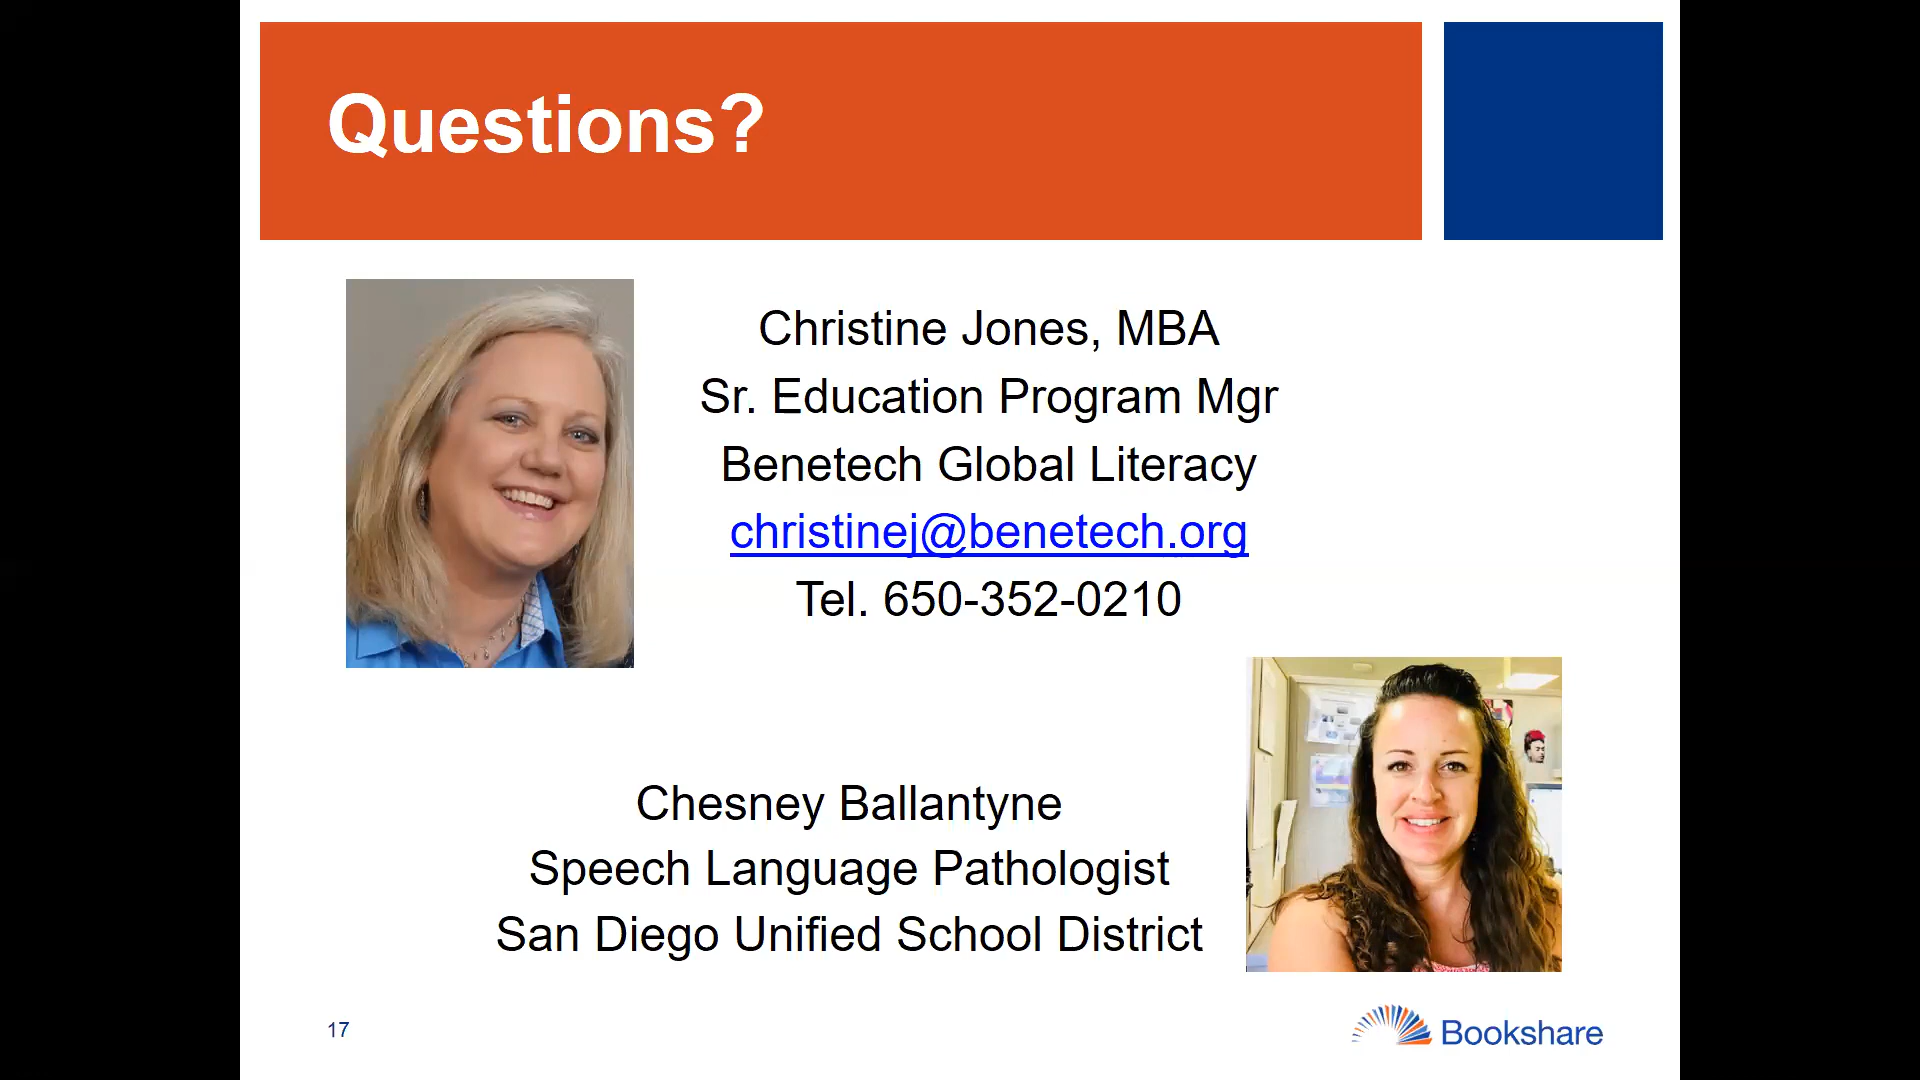 Questions?
Christine Jones, MBA
Sr. Education Program Mgr
Benetech Global Literacy
christinej@benetech.org
Tel. 650-352-0210
Chesney Ballantyne
Speech Language Pathologist
San Diego Unified School District
17
Bookshare